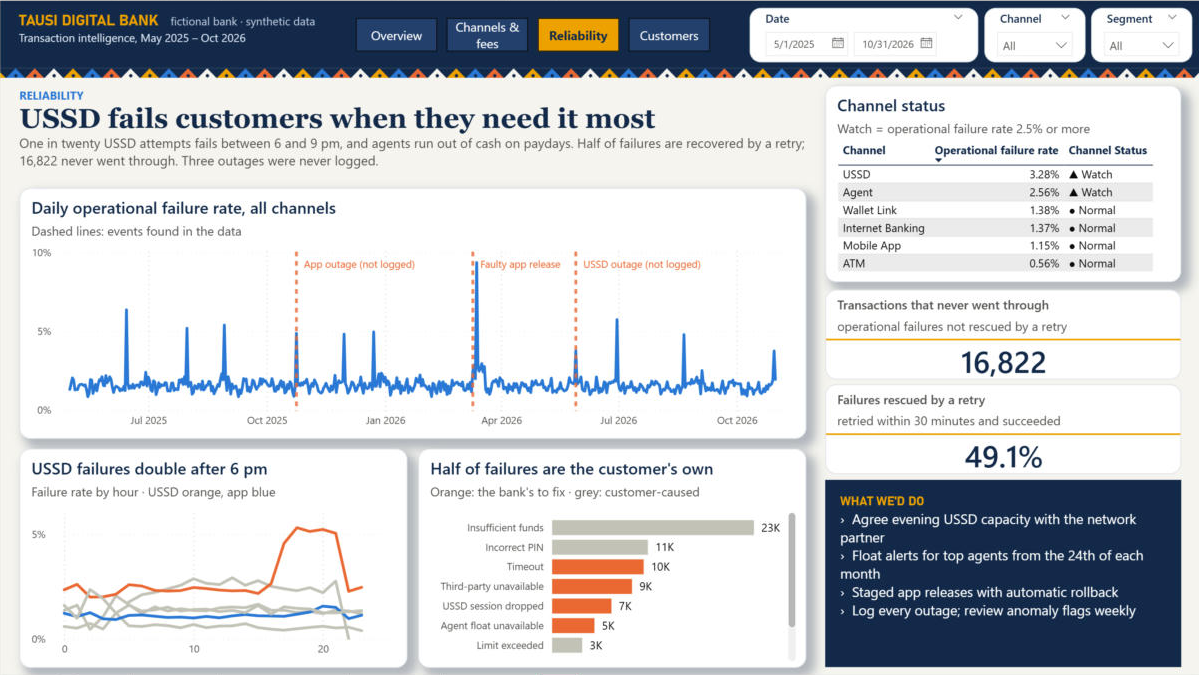 TAUSI DIGITAL BANK fictional bank · synthetic data
Transaction intelligence, May 2025 – Oct 2026
Overview
Channels &
fees
Reliability
Customers
Date
5/1/2025
10/31/2026
Channel
All
Segment
All
RELIABILITY
USSD fails customers when they need it most
One in twenty USSD attempts fails between 6 and 9 pm, and agents run out of cash on paydays. Half of failures are recovered by a retry;
16,822 never went through. Three outages were never logged.
Daily operational failure rate, all channels
Dashed lines: events found in the data
10%
5%
0%
App outage (not logged)
Faulty app release
USSD outage (not logged)
Jul 2025
Oct 2025
Jan 2026
Apr 2026
Jul 2026
Oct 2026
USSD failures double after 6 pm
Failure rate by hour · USSD orange, app blue
5%
0%
0
10
20
Half of failures are the customer's own
Orange: the bank's to fix · grey: customer-caused
Insufficient funds 23K
Incorrect PIN 11K
Timeout 10K
Third-party unavailable 9K
USSD session dropped 7K
Agent float unavailable 5K
Limit exceeded 3K
Channel status
Watch = operational failure rate 2.5% or more
Channel Operational failure rate Channel Status
USSD 3.28% ▲ Watch
Agent 2.56% ▲ Watch
Wallet Link 1.38% ● Normal
Internet Banking 1.37% ● Normal
Mobile App 1.15% ● Normal
ATM 0.56% ● Normal
Transactions that never went through
operational failures not rescued by a retry
16,822
Failures rescued by a retry
retried within 30 minutes and succeeded
49.1%
WHAT WE'D DO
› Agree evening USSD capacity with the network
partner
› Float alerts for top agents from the 24th of each
month
› Staged app releases with automatic rollback
› Log every outage; review anomaly flags weekly